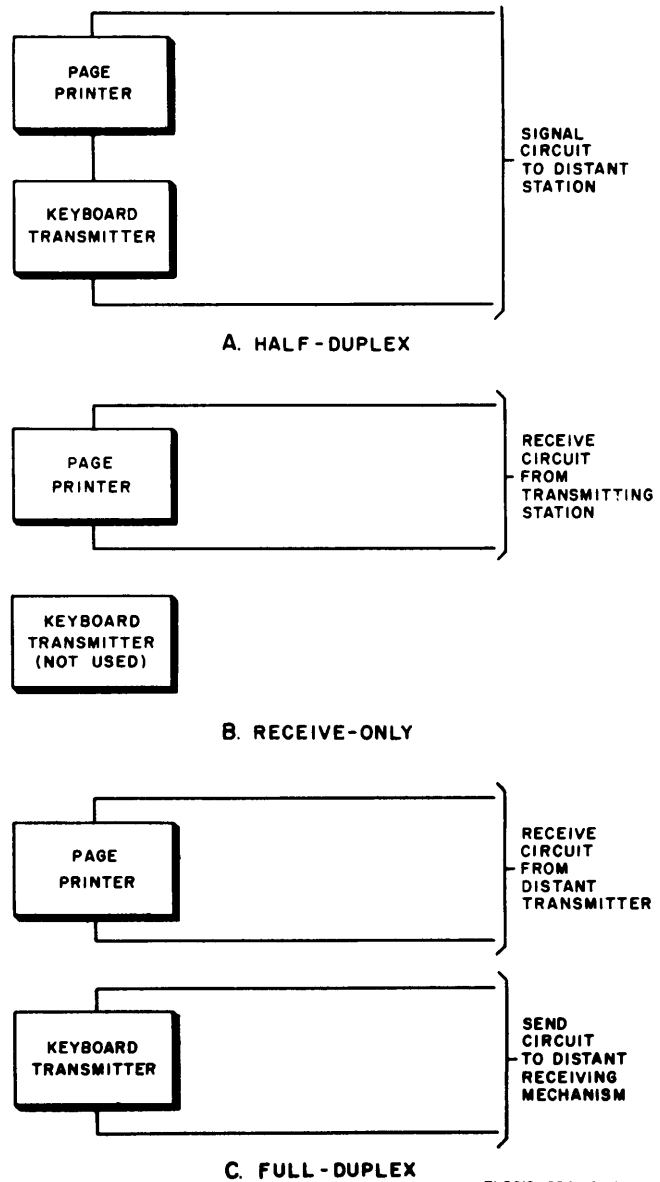 PAGE
PRINTER
KEYBOARD
TRANSMITTER
SIGNAL
CIRCUIT
TO DISTANT
STATION
A. HALF-DUPLEX
PAGE
PRINTER
RECEIVE
CIRCUIT
FROM
TRANSMITTING
STATION
KEYBOARD
TRANSMITTER
(NOT USED)
B. RECEIVE-ONLY
PAGE
PRINTER
RECEIVE
CIRCUIT
FROM
DISTANT
TRANSMITTER
KEYBOARD
TRANSMITTER
SEND
CIRCUIT
TO DISTANT
RECEIVING
MECHANISM
C. FULL-DUPLEX